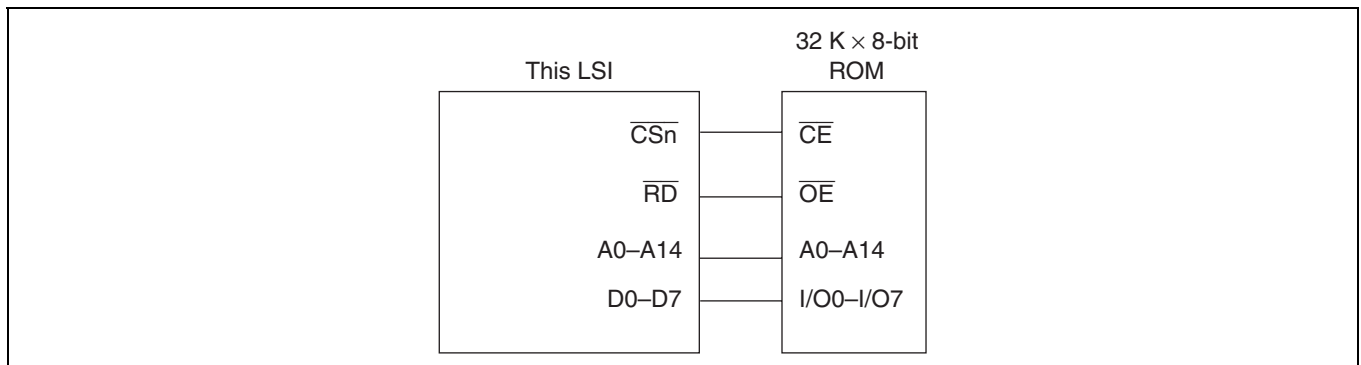 32 K × 8-bit
This LSI ROM
CSn CE
RD OE
A0–A14 A0–A14
D0–D7 I/O0–I/O7